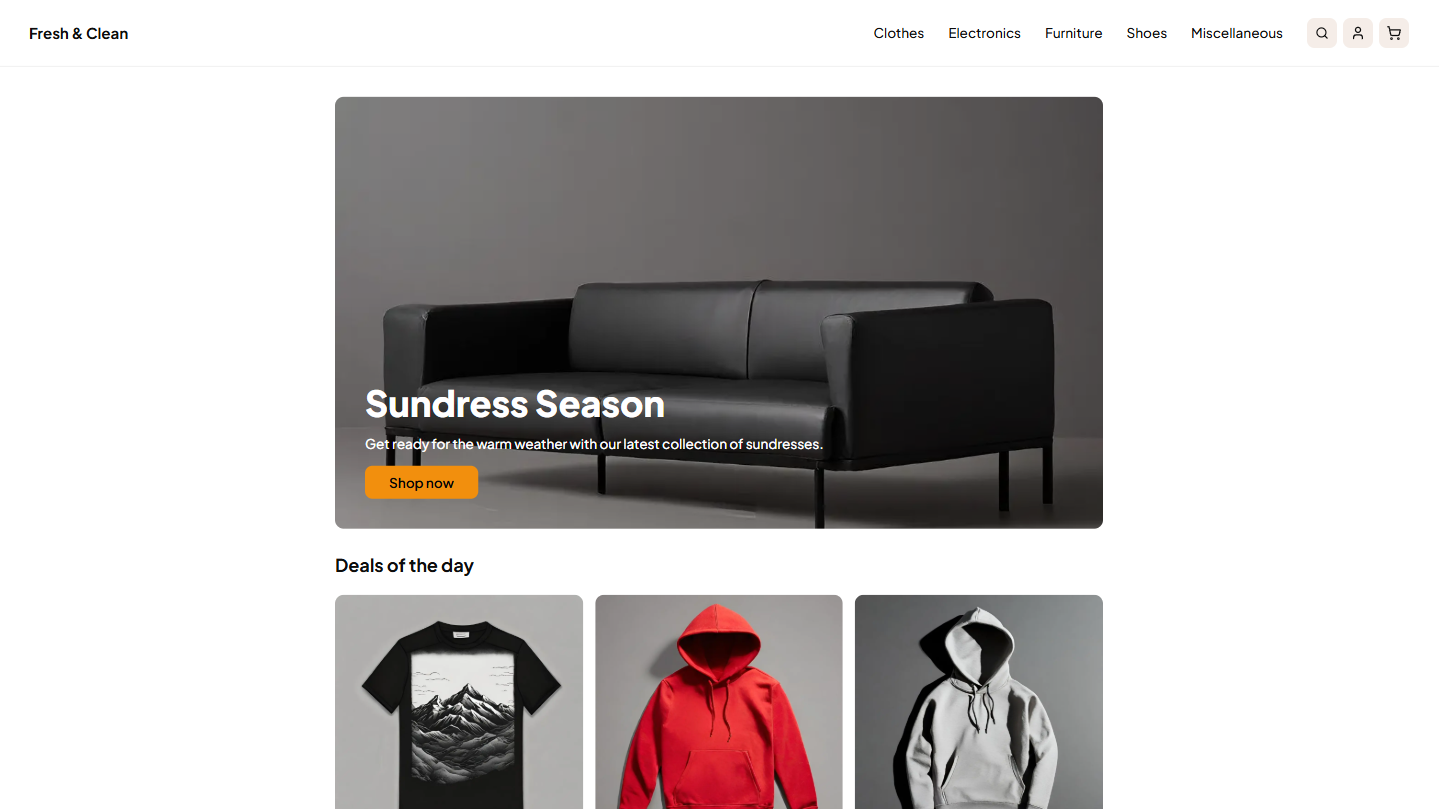 Fresh & Clean
Clothes
Electronics
Furniture
Shoes
Miscellaneous
Sundress Season
Get ready for the warm weather with our latest collection of sundresses.
Shop now
Deals of the day